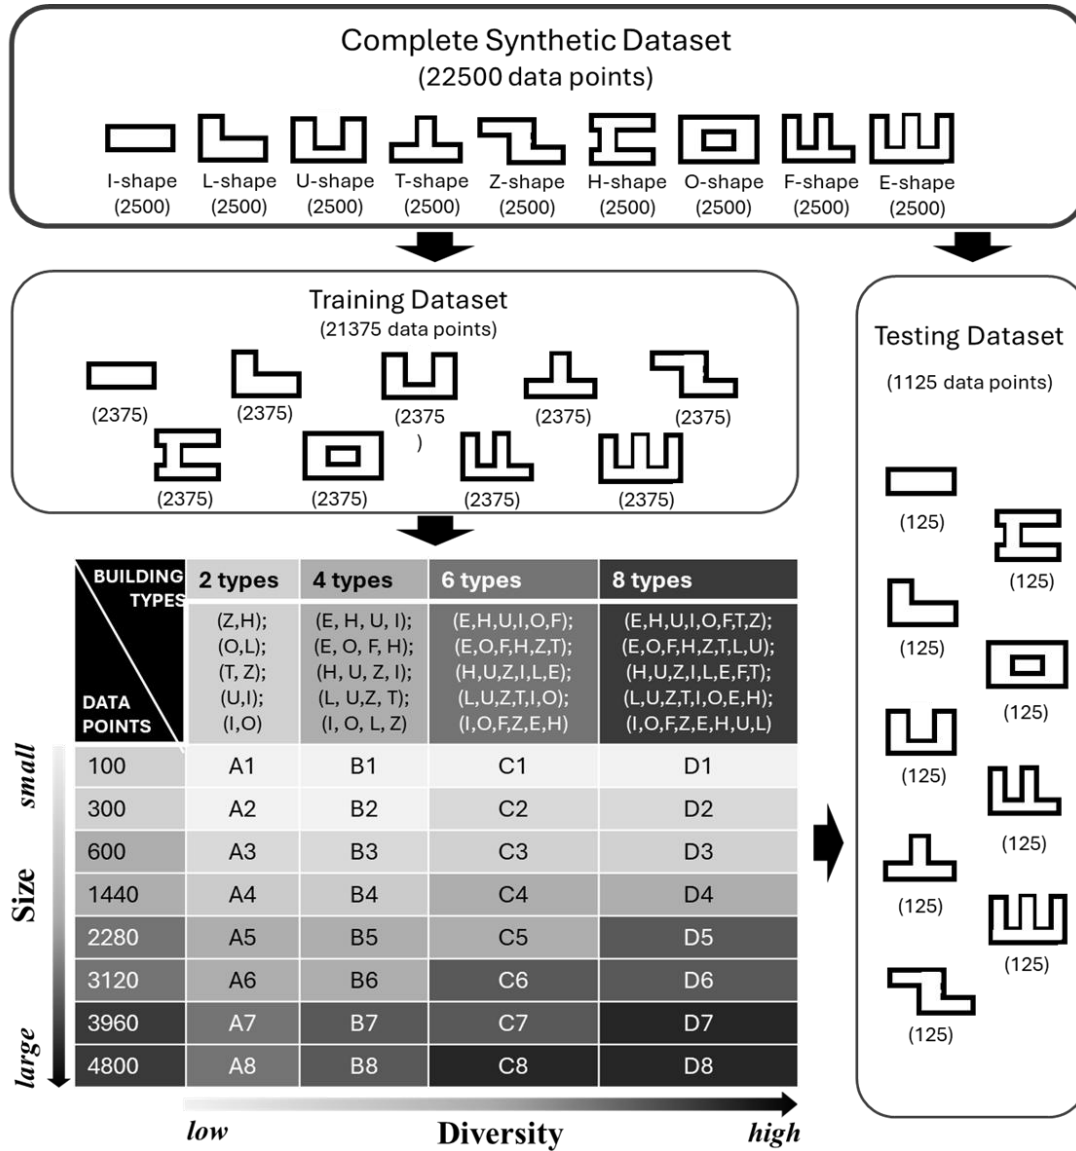 Complete Synthetic Dataset
(22500 data points)
I-shape L-shape U-shape T-shape Z-shape H-shape O-shape F-shape E-shape
(2500) (2500) (2500) (2500) (2500) (2500) (2500) (2500) (2500)
Training Dataset
(21375 data points)
(2375) (2375) (2375 (2375) (2375)
)
(2375) (2375) (2375) (2375)
Testing Dataset
(1125 data points)
(125)
(125)
(125)
(125)
(125)
(125)
(125)
(125)
(125)
BUILDING TYPES
DATA POINTS
2 types 4 types 6 types 8 types
(Z,H); (E, H, U, I); (E,H,U,I,O,F); (E,H,U,I,O,F,T,Z);
(O,L); (E, O, F, H); (E,O,F,H,Z,T); (E,O,F,H,Z,T,L,U);
(T, Z); (H, U, Z, I); (H,U,Z,I,L,E); (H,U,Z,I,L,E,F,T);
(U,I); (L, U,Z, T); (L,U,Z,T,I,O); (L,U,Z,T,I,O,E,H);
(I,O) (I, O, L, Z) (I,O,F,Z,E,H) (I,O,F,Z,E,H,U,L)
100 A1 B1 C1 D1
300 A2 B2 C2 D2
600 A3 B3 C3 D3
1440 A4 B4 C4 D4
2280 A5 B5 C5 D5
3120 A6 B6 C6 D6
3960 A7 B7 C7 D7
4800 A8 B8 C8 D8
small
Size
large
low Diversity high